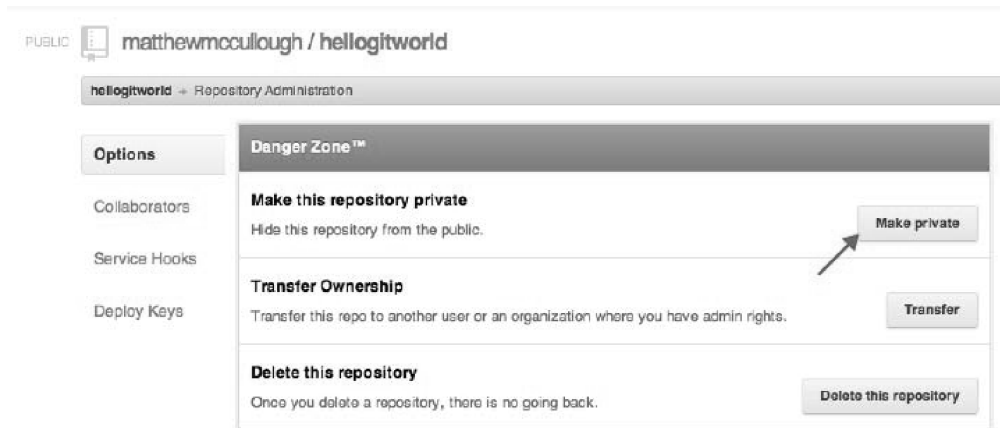 PUBLIC matthewmccullough / hellogitworld
hellogitworld → Repository Administration
Options
Collaborators
Service Hooks
Deploy Keys
Danger Zone™
Make this repository private
Hide this repository from the public.
Make private
Transfer Ownership
Transfer this repo to another user or an organization where you have admin rights.
Transfer
Delete this repository
Once you delete a repository, there is no going back.
Delete this repository